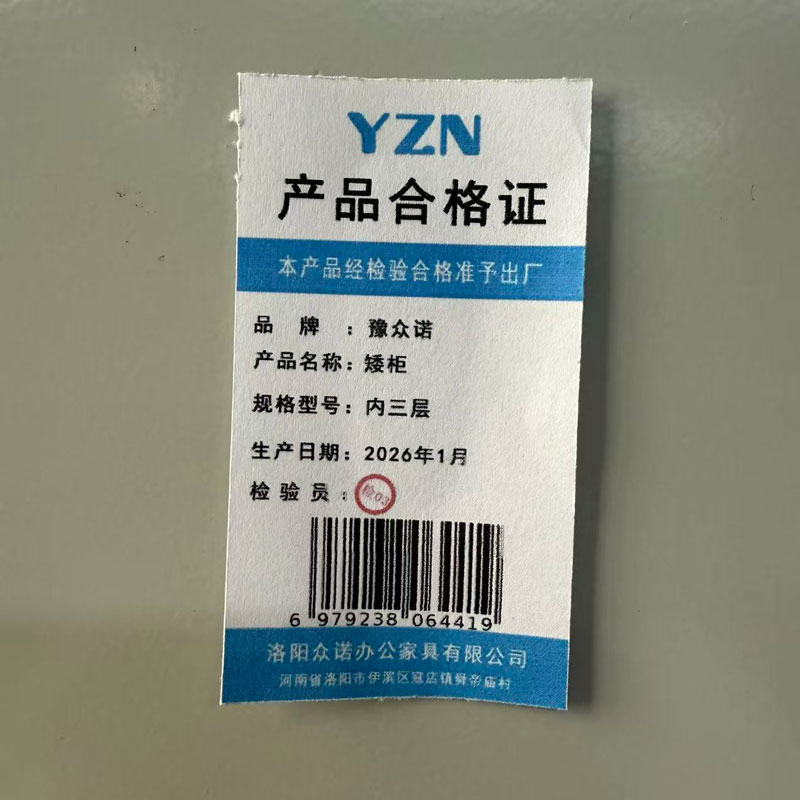 YZN
产品合格证
本产品经检验合格准予出厂
品 牌 ：豫众诺
产品名称：矮柜
规格型号：内三层
生产日期：2026年1月
检 验 员 ：检03
6 979238 064419
洛阳众诺办公家具有限公司
河南省洛阳市伊滨区寇店镇舜帝庙村